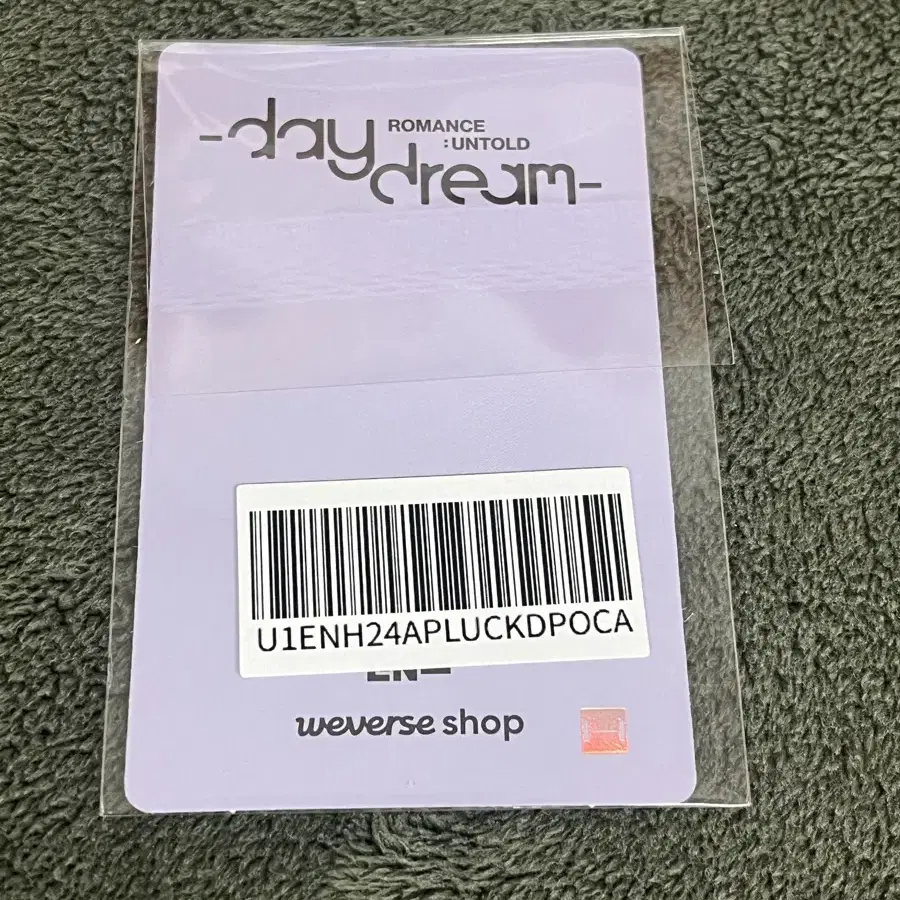 -day
ROMANCE
:UNTOLD
dream-
U1ENH24APLUCKDPOCA
weverse shop